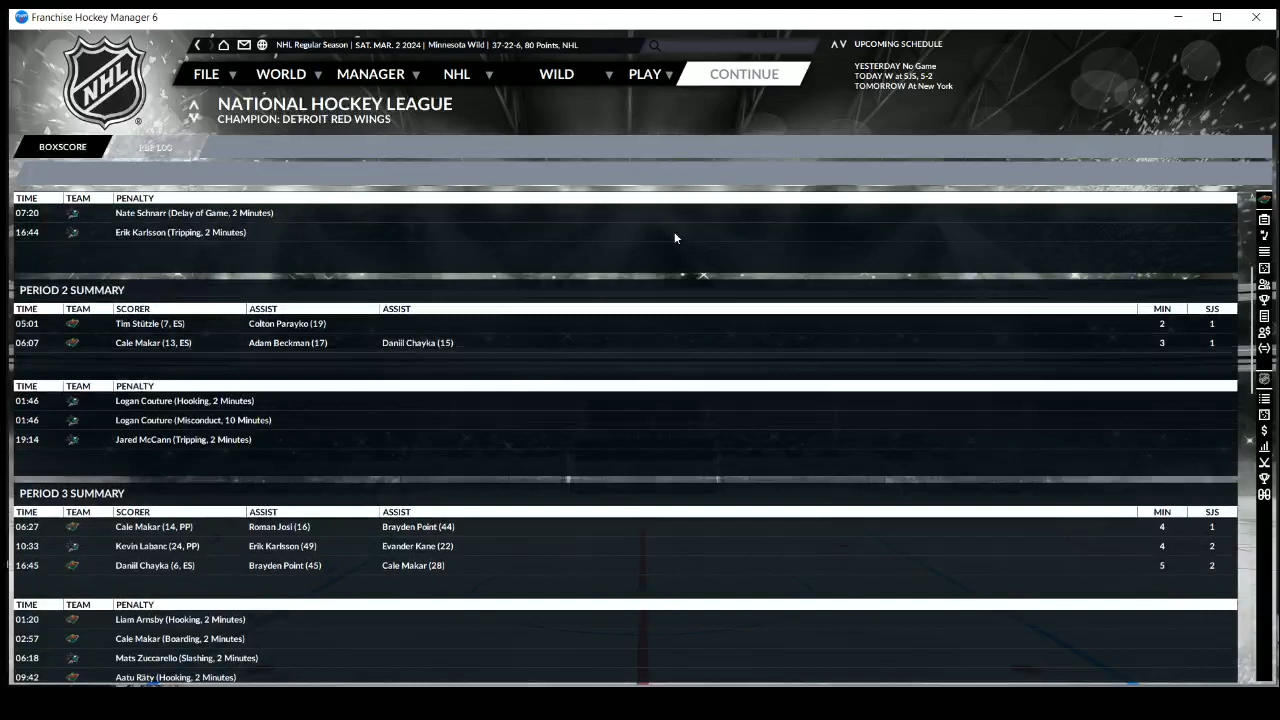 Franchise Hockey Manager 6
NHL Regular Season | SAT. MAR. 2 2024 | Minnesota Wild | 37-22-6, 80 Points, NHL
UPCOMING SCHEDULE
YESTERDAY No Game
TODAY W at SJS, 5-2
TOMORROW At New York
FILE WORLD MANAGER NHL WILD PLAY CONTINUE
NHL
NATIONAL HOCKEY LEAGUE
CHAMPION: DETROIT RED WINGS
BOXSCORE PBP LOG
TIME TEAM PENALTY
07:20 Nate Schnarr (Delay of Game, 2 Minutes)
16:44 Erik Karlsson (Tripping, 2 Minutes)
PERIOD 2 SUMMARY
TIME TEAM SCORER ASSIST ASSIST MIN SJS
05:01 Tim Stützle (7, ES) Colton Parayko (19) 2 1
06:07 Cale Makar (13, ES) Adam Beckman (17) Daniil Chayka (15) 3 1
TIME TEAM PENALTY
01:46 Logan Couture (Hooking, 2 Minutes)
01:46 Logan Couture (Misconduct, 10 Minutes)
19:14 Jared McCann (Tripping, 2 Minutes)
PERIOD 3 SUMMARY
TIME TEAM SCORER ASSIST ASSIST MIN SJS
06:27 Cale Makar (14, PP) Roman Josi (16) Brayden Point (44) 4 1
10:33 Kevin Labanc (24, PP) Erik Karlsson (49) Evander Kane (22) 4 2
16:45 Daniil Chayka (6, ES) Brayden Point (45) Cale Makar (28) 5 2
TIME TEAM PENALTY
01:20 Liam Arnsby (Hooking, 2 Minutes)
02:57 Cale Makar (Boarding, 2 Minutes)
06:18 Mats Zuccarello (Slashing, 2 Minutes)
09:42 Aatu Räty (Hooking, 2 Minutes)